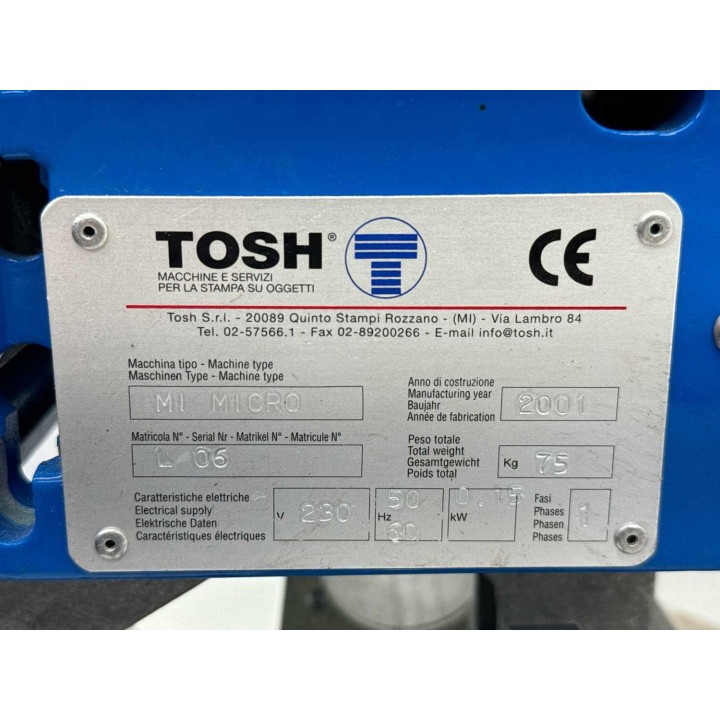 TOSH®
T
CE
MACCHINE E SERVIZI
PER LA STAMPA SU OGGETTI
Tosh S.r.l. - 20089 Quinto Stampi Rozzano - (MI) - Via Lambro 84
Tel. 02-57566.1 - Fax 02-89200266 - E-mail info@tosh.it
Macchina tipo - Machine type
Maschinen Type - Machine type
MI MICRO
Anno di costruzione
Manufacturing year
Baujahr
Année de fabrication
2001
Matricola N° - Serial Nr - Matrikel N° - Matricule N°
L 06
Peso totale
Total weight
Gesamtgewicht
Poids total
Kg 75
Caratteristiche elettriche
Electrical supply
Elektrische Daten
Caractéristiques électriques
V 230
50
Hz
60
0.15
kW
Fasi
Phases
Phasen
Phases
1